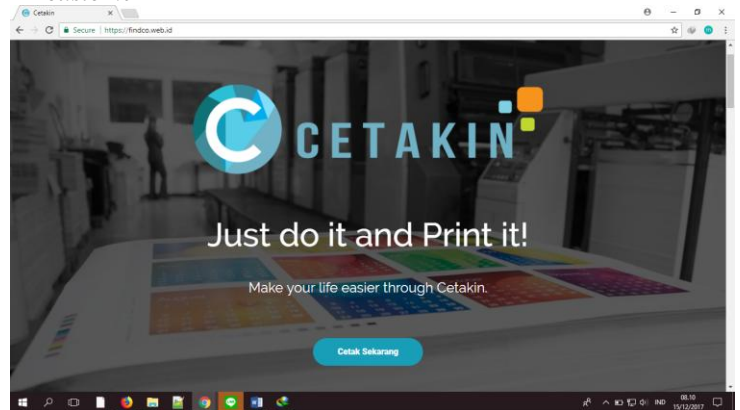 Cetakin
Secure | https://findco.web.id
CETAKIN
Just do it and Print it!
Make your life easier through Cetakin.
Cetak Sekarang
IND
08.10
15/12/2017